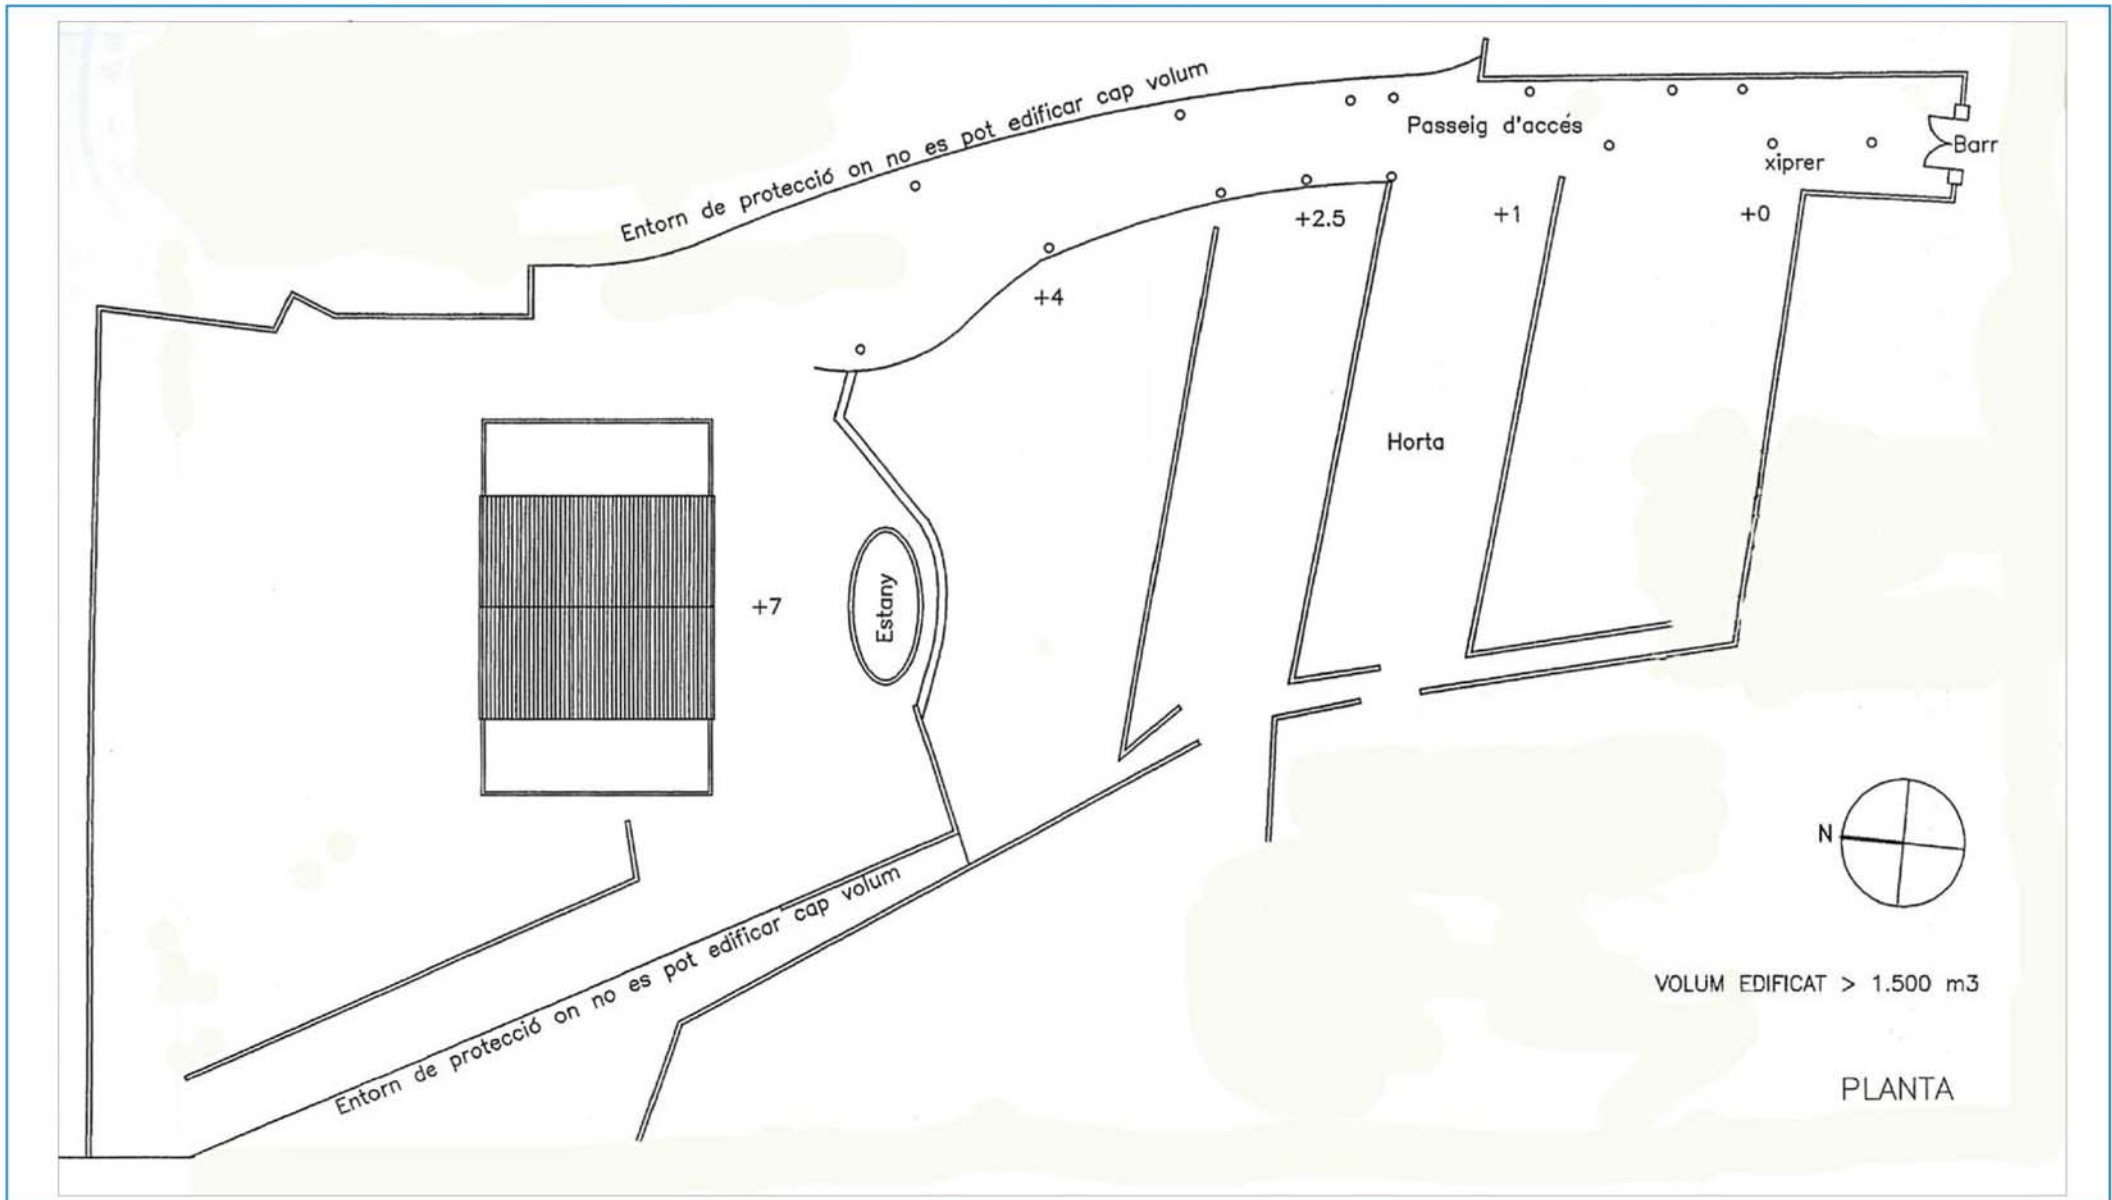 Entorn de protecció on no es pot edificar cap volum
Passeig d'accés
Barr
xiprer
+2.5
+1
+0
+4
Horta
+7
Estany
N
Entorn de protecció on no es pot edificar cap volum
VOLUM EDIFICAT > 1.500 m3
PLANTA